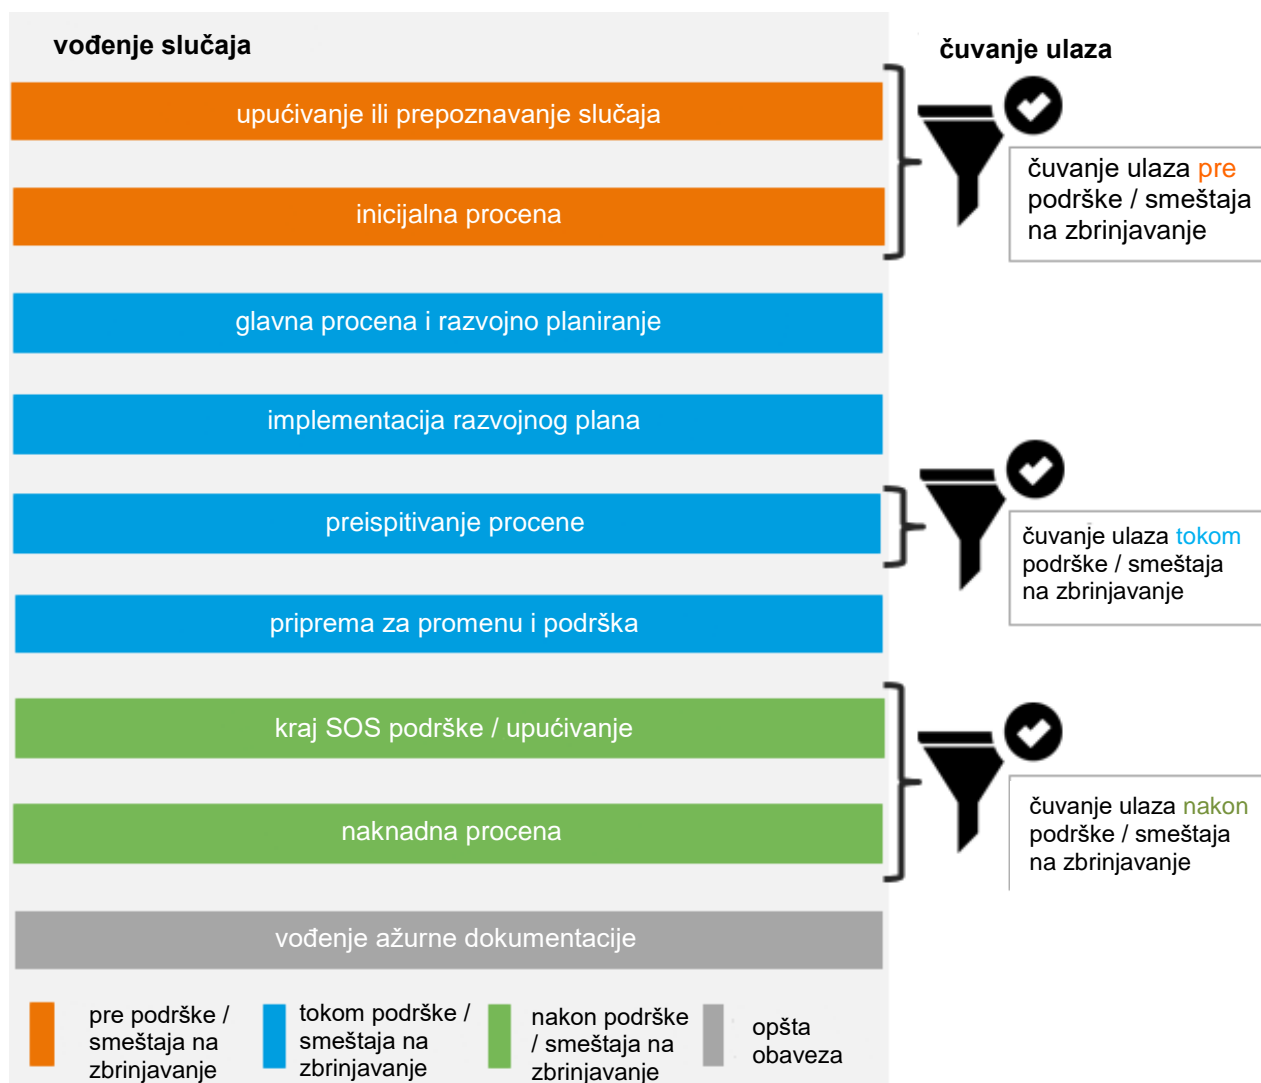 vođenje slučaja
čuvanje ulaza
upućivanje ili prepoznavanje slučaja
inicijalna procena
čuvanje ulaza pre
podrške / smeštaja
na zbrinjavanje
glavna procena i razvojno planiranje
implementacija razvojnog plana
preispitivanje procene
čuvanje ulaza tokom
podrške / smeštaja
na zbrinjavanje
priprema za promenu i podrška
kraj SOS podrške / upućivanje
naknadna procena
čuvanje ulaza nakon
podrške / smeštaja
na zbrinjavanje
vođenje ažurne dokumentacije
pre podrške /
smeštaja na
zbrinjavanje
tokom podrške /
smeštaja na
zbrinjavanje
nakon podrške
/ smeštaja na
zbrinjavanje
opšta
obaveza